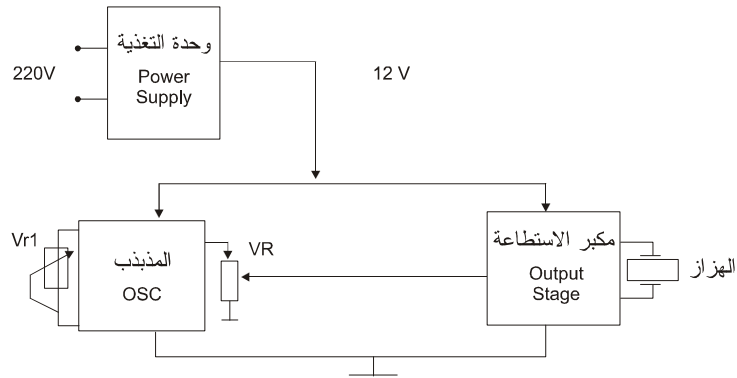 وحدة التغذية
Power
Supply
220V
12 V
Vr1
المذبذب
OSC
VR
مكبر الاستطاعة
Output
Stage
الهزاز